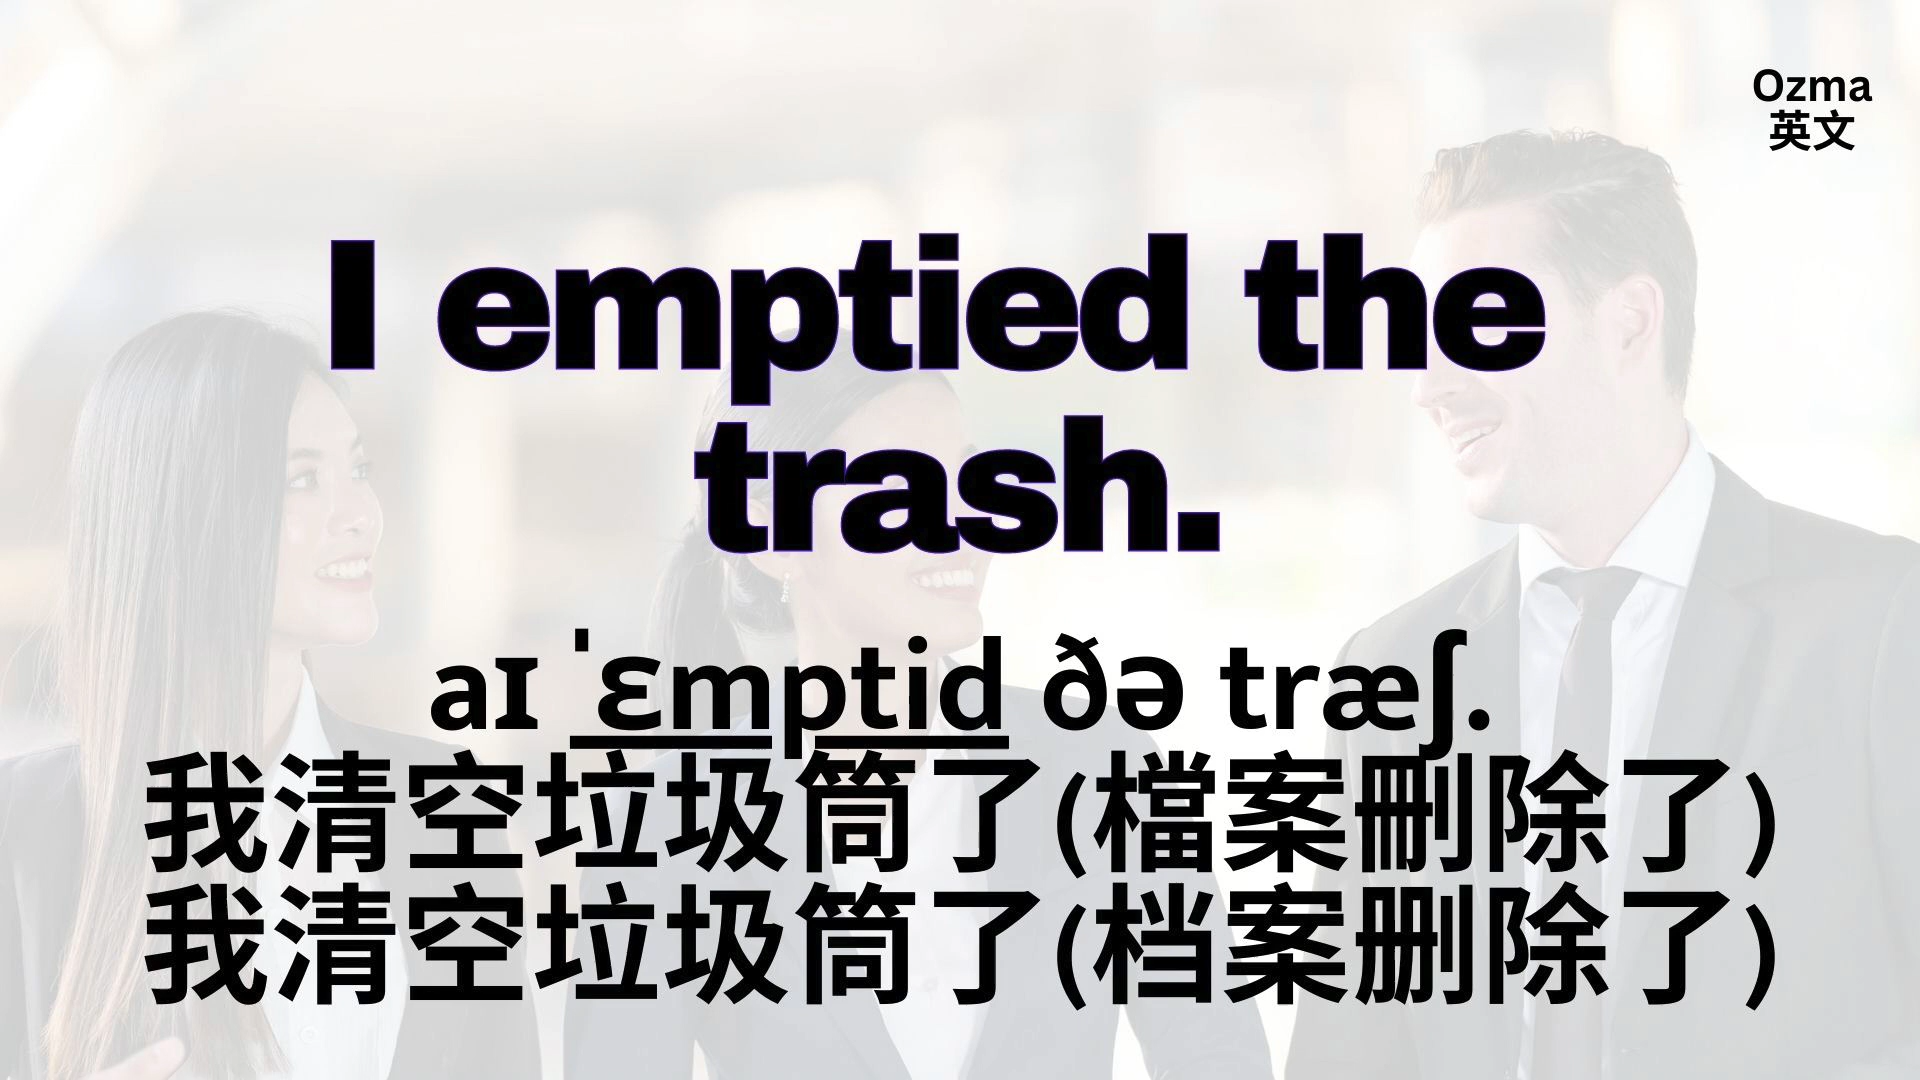 Ozma
英文
I emptied the
trash.
aɪ ˈɛmptid ðə træʃ.
我清空垃圾筒了(檔案刪除了)
我清空垃圾筒了(档案删除了)